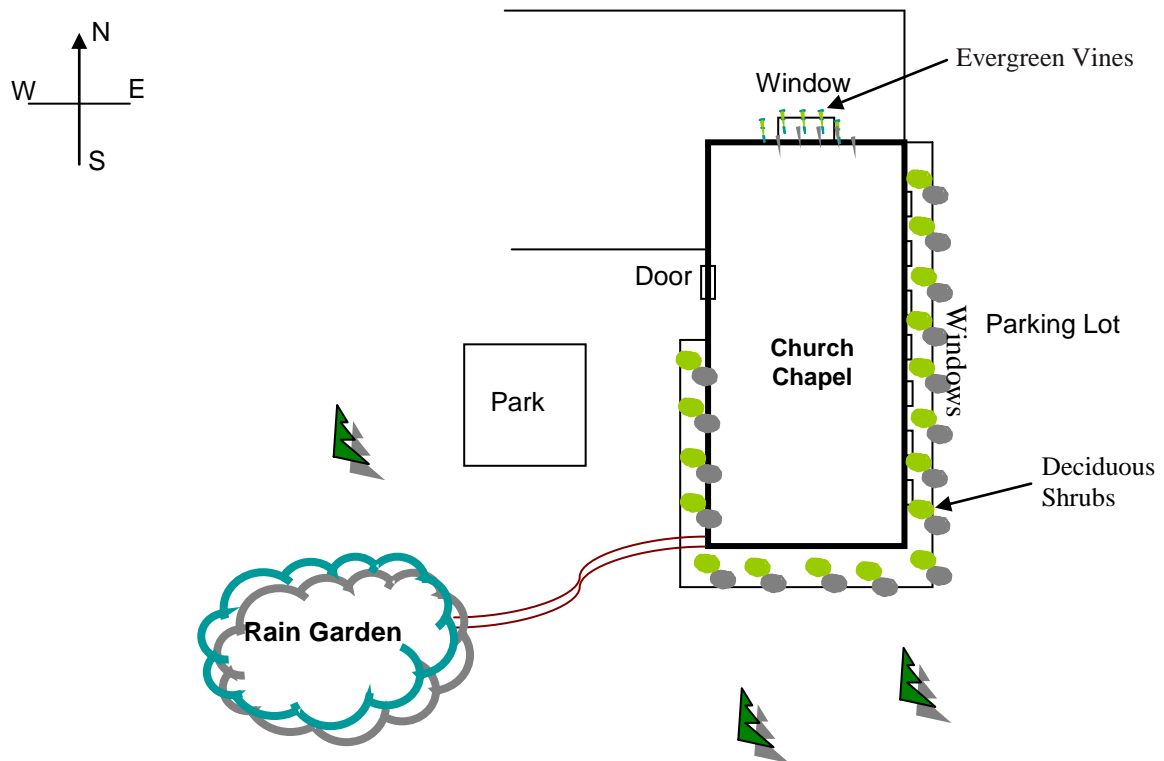 N
Evergreen Vines
Window
W
E
S
Door
Windows
Parking Lot
Church
Chapel
Park
Deciduous
Shrubs
Rain Garden